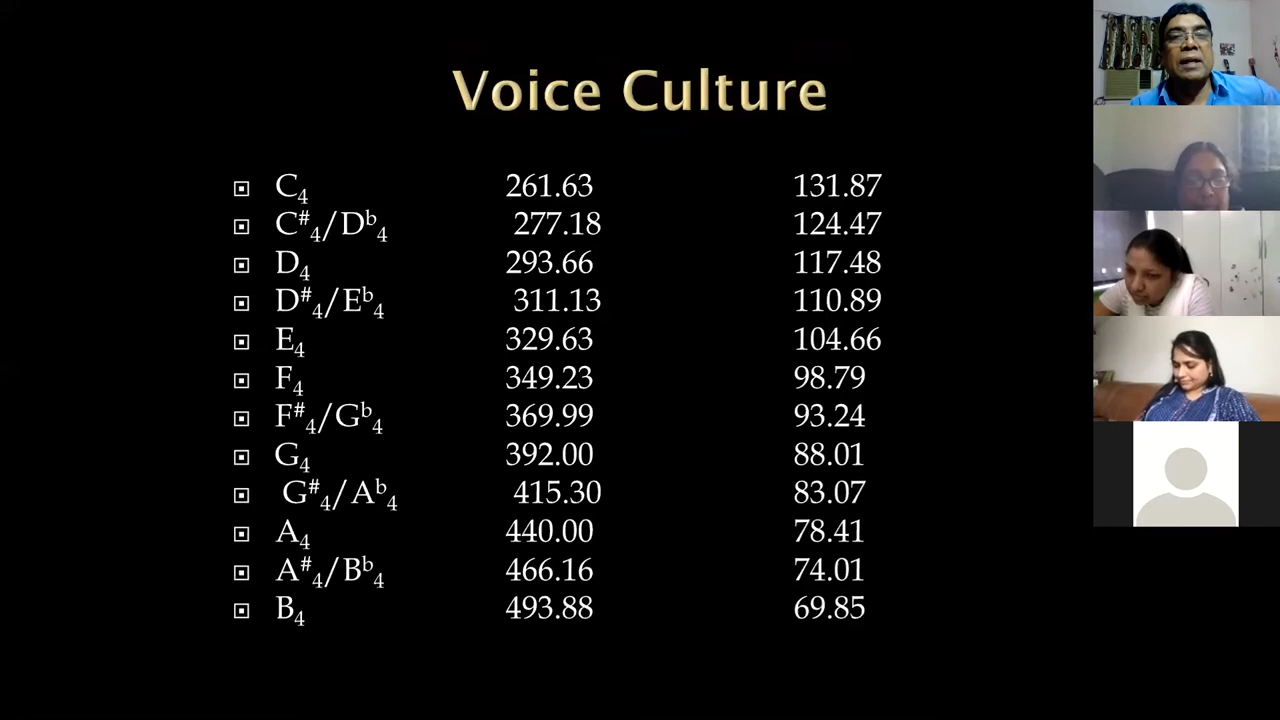 Voice Culture
C₄ 261.63 131.87
C#₄/Db₄ 277.18 124.47
D₄ 293.66 117.48
D#₄/Eb₄ 311.13 110.89
E₄ 329.63 104.66
F₄ 349.23 98.79
F#₄/Gb₄ 369.99 93.24
G₄ 392.00 88.01
G#₄/Ab₄ 415.30 83.07
A₄ 440.00 78.41
A#₄/Bb₄ 466.16 74.01
B₄ 493.88 69.85